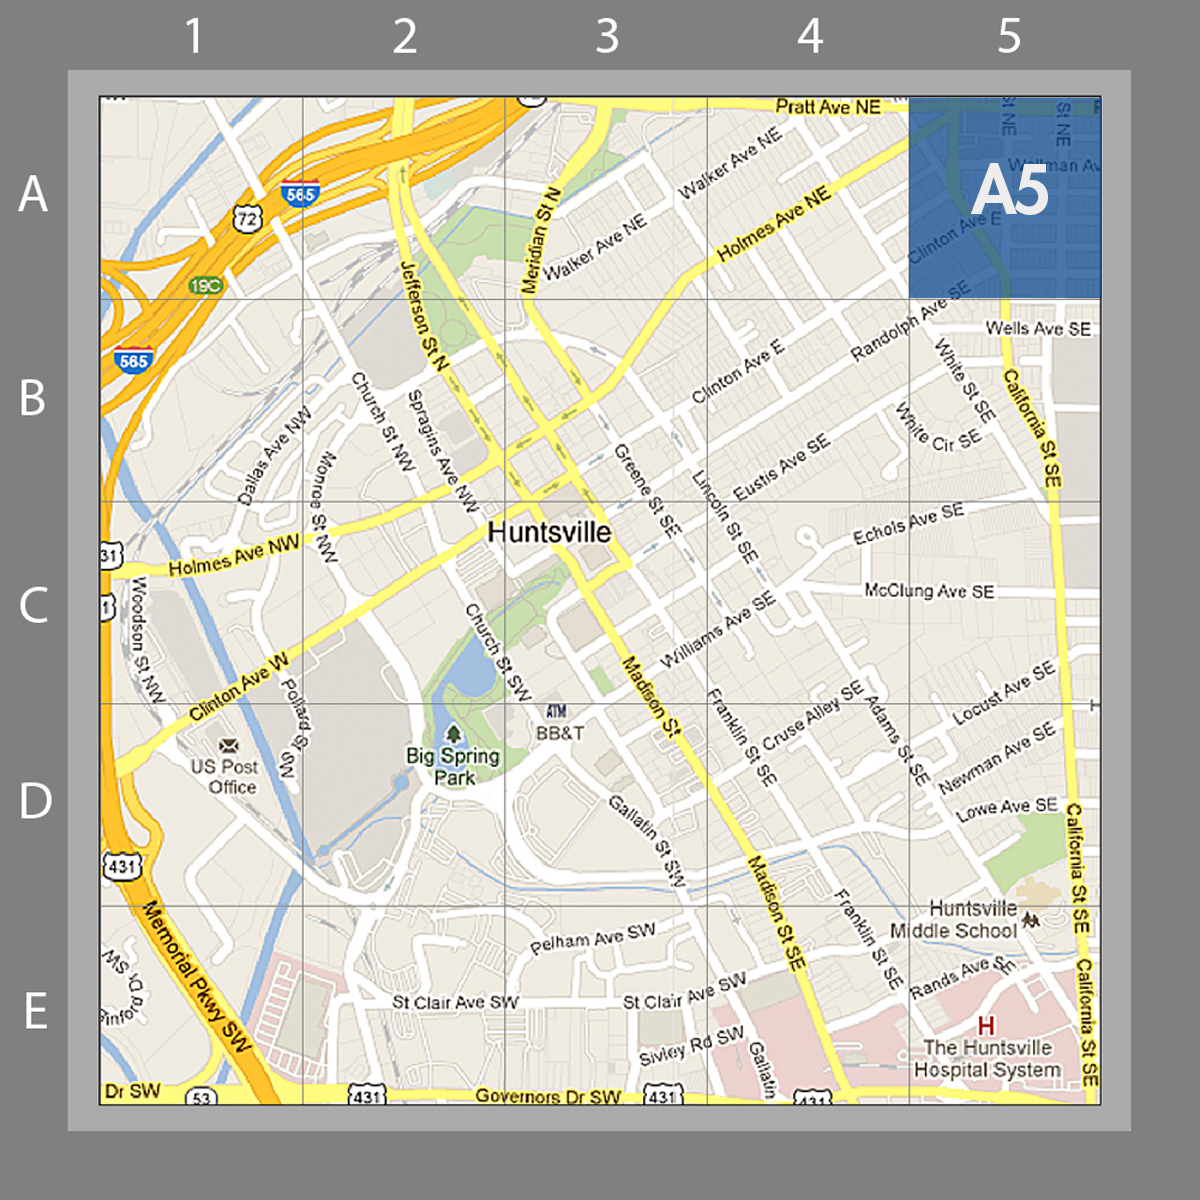 1 2 3 4 5
A
B
C
D
E
Pratt Ave NE
A5
St NE
St NE
Wellman Av
Clinton Ave E
Walker Ave NE
Walker Ave NE
Holmes Ave NE
Meridian St N
565
72
19C
565
Jefferson St N
Randolph Ave SE
Wells Ave SE
White St SE
California St SE
Clinton Ave E
White Cir SE
Church St NW
Spragins Ave NW
Dallas Ave NW
Monroe St NW
Greene St SE
Lincoln St SE
Eustis Ave SE
Huntsville
Echols Ave SE
McClung Ave SE
31
Holmes Ave NW
1
Woodson St NW
Williams Ave SE
Church St SW
Clinton Ave W
Pollard St SW
Madison St
Franklin St SE
Cruse Alley SE
Adams St SE
Locust Ave SE
Newman Ave SE
Lowe Ave SE
ATM
BB&T
Big Spring
Park
US Post
Office
Gallatin St SW
California St SE
431
Madison St SE
Franklin St SE
Huntsville
Middle School
Memorial Pkwy SW
Pelham Ave SW
St Clair Ave SW
St Clair Ave SW
Rands Ave Sn
California St SE
H
The Huntsville
Hospital System
Sivley Rd SW
Gallatin
Dr SW
53
431
Governors Dr SW
431
431